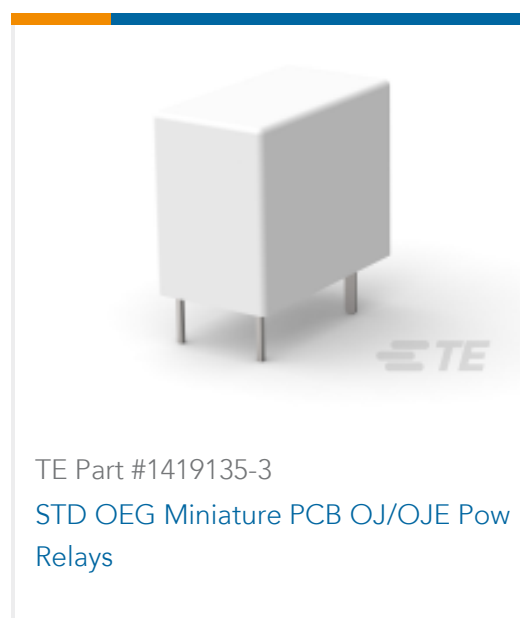 TE
TE Part #1419135-3
STD OEG Miniature PCB OJ/OJE Pow
Relays